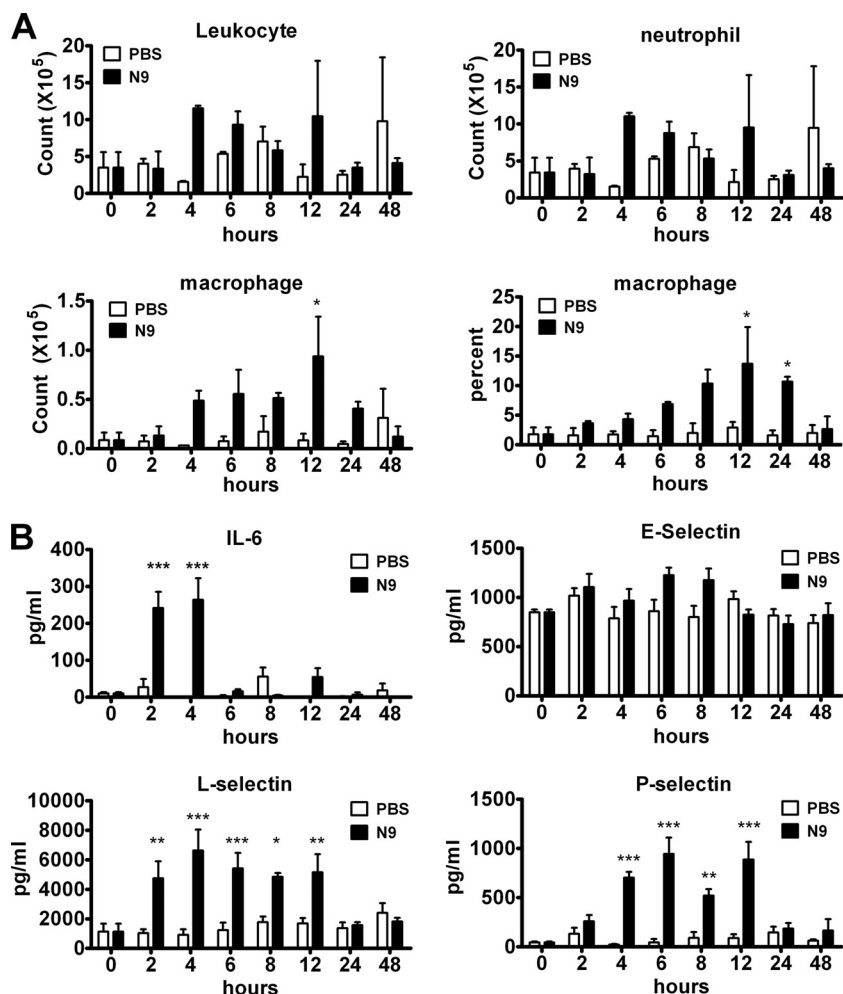 A
Leukocyte
Count (X10⁵)
20
15
10
5
0
PBS
N9
0 2 4 6 8 12 24 48
hours
neutrophil
Count (X10⁵)
20
15
10
5
0
PBS
N9
0 2 4 6 8 12 24 48
hours
macrophage
Count (X10⁵)
1.5
1.0
0.5
0.0
PBS
N9
*
0 2 4 6 8 12 24 48
hours
macrophage
percent
25
20
15
10
5
0
PBS
N9
* *
0 2 4 6 8 12 24 48
hours
B
IL-6
pg/ml
400
300
200
100
0
*** ***
PBS
N9
0 2 4 6 8 12 24 48
hours
E-Selectin
pg/ml
1500
1000
500
0
PBS
N9
0 2 4 6 8 12 24 48
hours
L-selectin
pg/ml
10000
8000
6000
4000
2000
0
** *** *** * **
PBS
N9
0 2 4 6 8 12 24 48
hours
P-selectin
pg/ml
1500
1000
500
0
*** *** ** ***
PBS
N9
0 2 4 6 8 12 24 48
hours